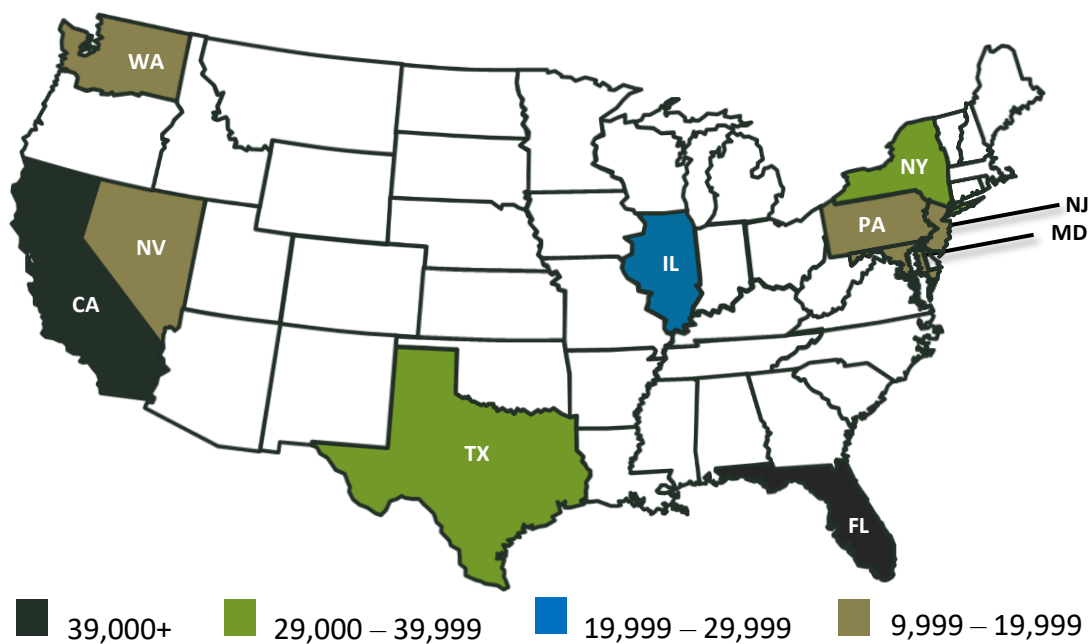 WA
NY
NJ
PA
MD
NV
IL
CA
TX
FL
39,000+
29,000 – 39,999
19,999 – 29,999
9,999 – 19,999